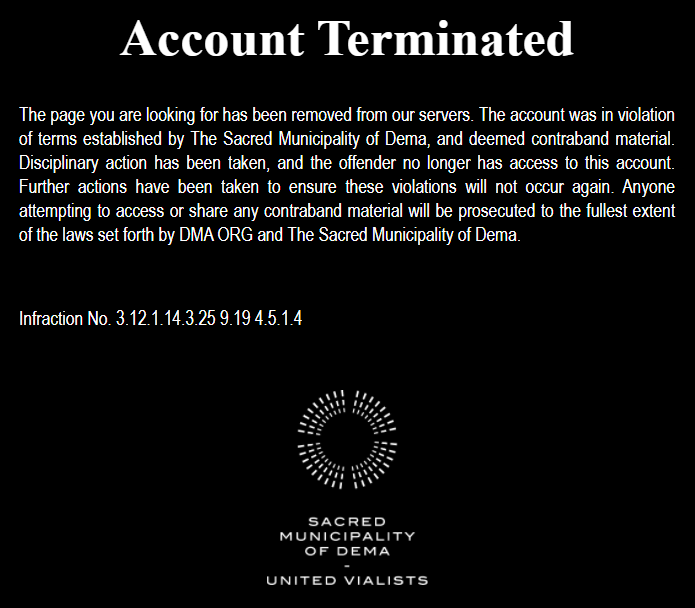 Account Terminated
The page you are looking for has been removed from our servers. The account was in violation
of terms established by The Sacred Municipality of Dema, and deemed contraband material.
Disciplinary action has been taken, and the offender no longer has access to this account.
Further actions have been taken to ensure these violations will not occur again. Anyone
attempting to access or share any contraband material will be prosecuted to the fullest extent
of the laws set forth by DMA ORG and The Sacred Municipality of Dema.
Infraction No. 3.12.1.14.3.25 9.19 4.5.1.4
SACRED
MUNICIPALITY
OF DEMA
-
UNITED VIALISTS